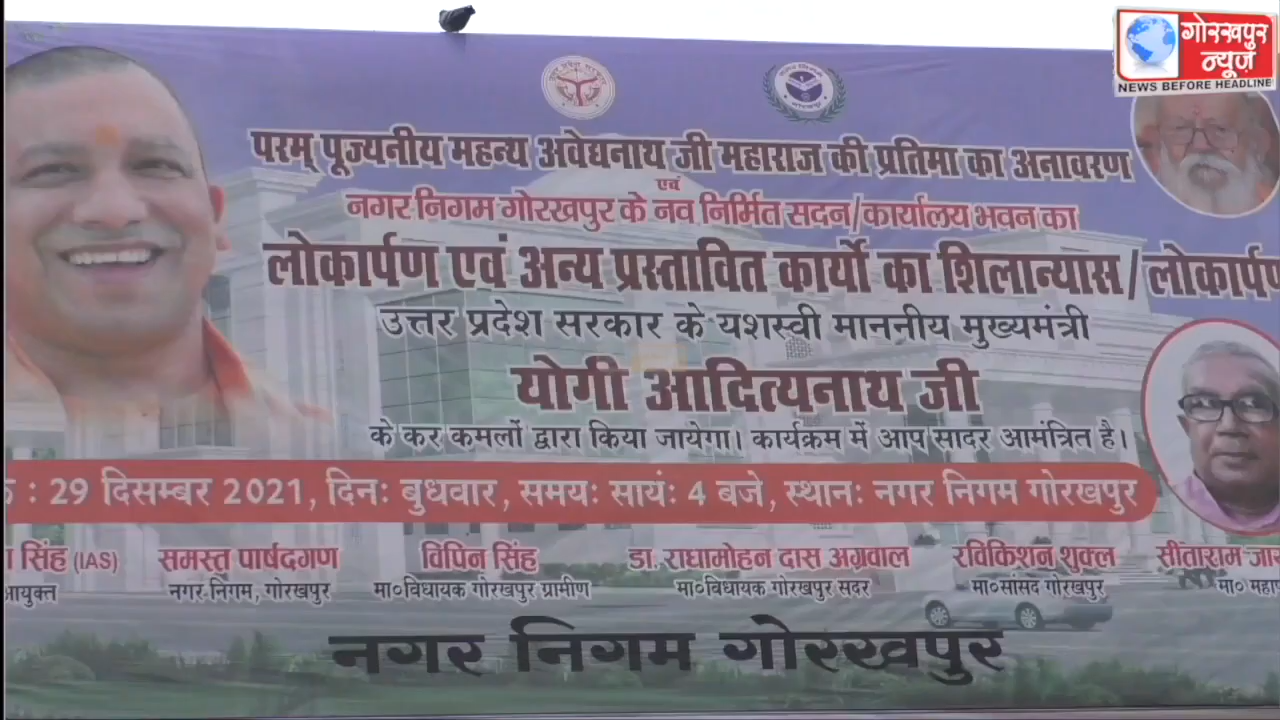 गोरखपुर
न्यूज़
NEWS BEFORE HEADLINE
परम् पूज्यनीय महन्थ अवेद्यनाथ जी महाराज की प्रतिमा का अनावरण
एवं
नगर निगम गोरखपुर के नव निर्मित सदन/कार्यालय भवन का
लोकार्पण एवं अन्य प्रस्तावित कार्यो का शिलान्यास/लोकार्पण
उत्तर प्रदेश सरकार के यशस्वी माननीय मुख्यमंत्री
योगी आदित्यनाथ जी
के कर कमलों द्वारा किया जायेगा। कार्यक्रम में आप सादर आमंत्रित है।
: 29 दिसम्बर 2021, दिनः बुधवार, समयः सायंः 4 बजे, स्थानः नगर निगम गोरखपुर
सिंह (IAS) समस्त पार्षदगण विपिन सिंह डा. राधामोहन दास अग्रवाल रविकिशन शुक्ल सीताराम
आयुक्त नगर निगम, गोरखपुर मा०विधायक गोरखपुर ग्रामीण मा०विधायक गोरखपुर सदर मा०सांसद गोरखपुर मा०
नगर निगम गोरखपुर